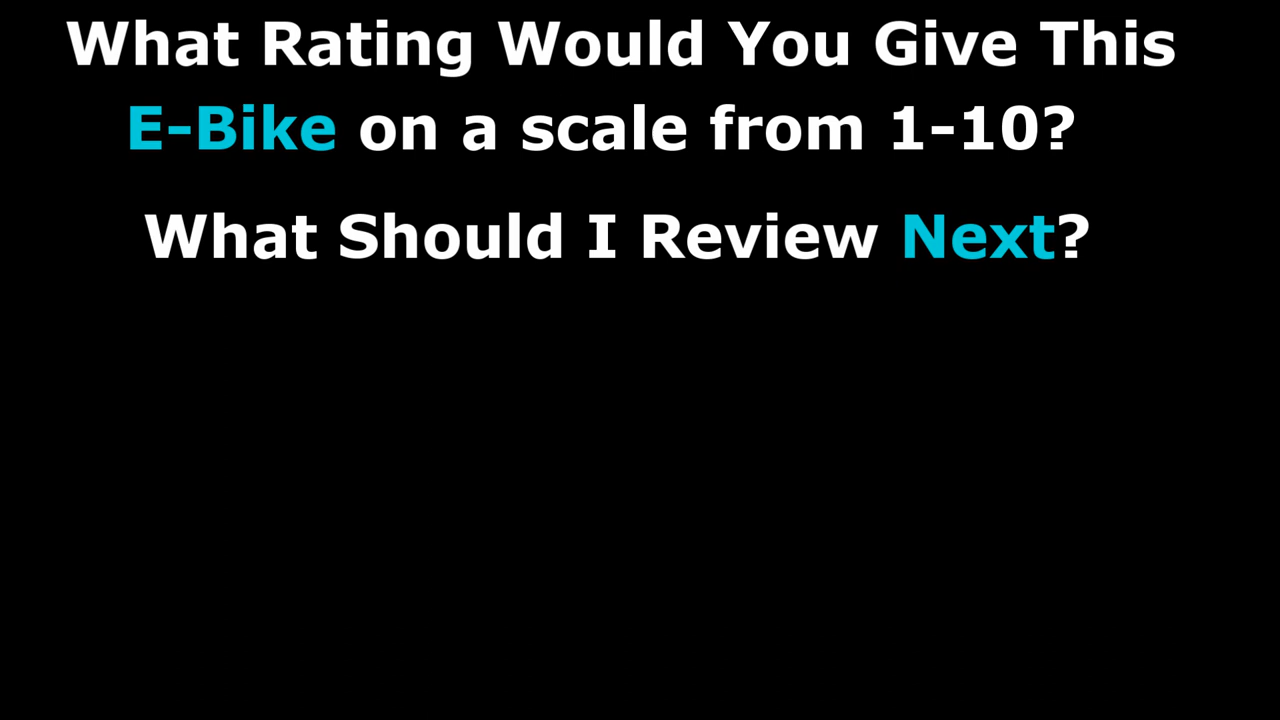 What Rating Would You Give This
E-Bike on a scale from 1-10?
What Should I Review Next?